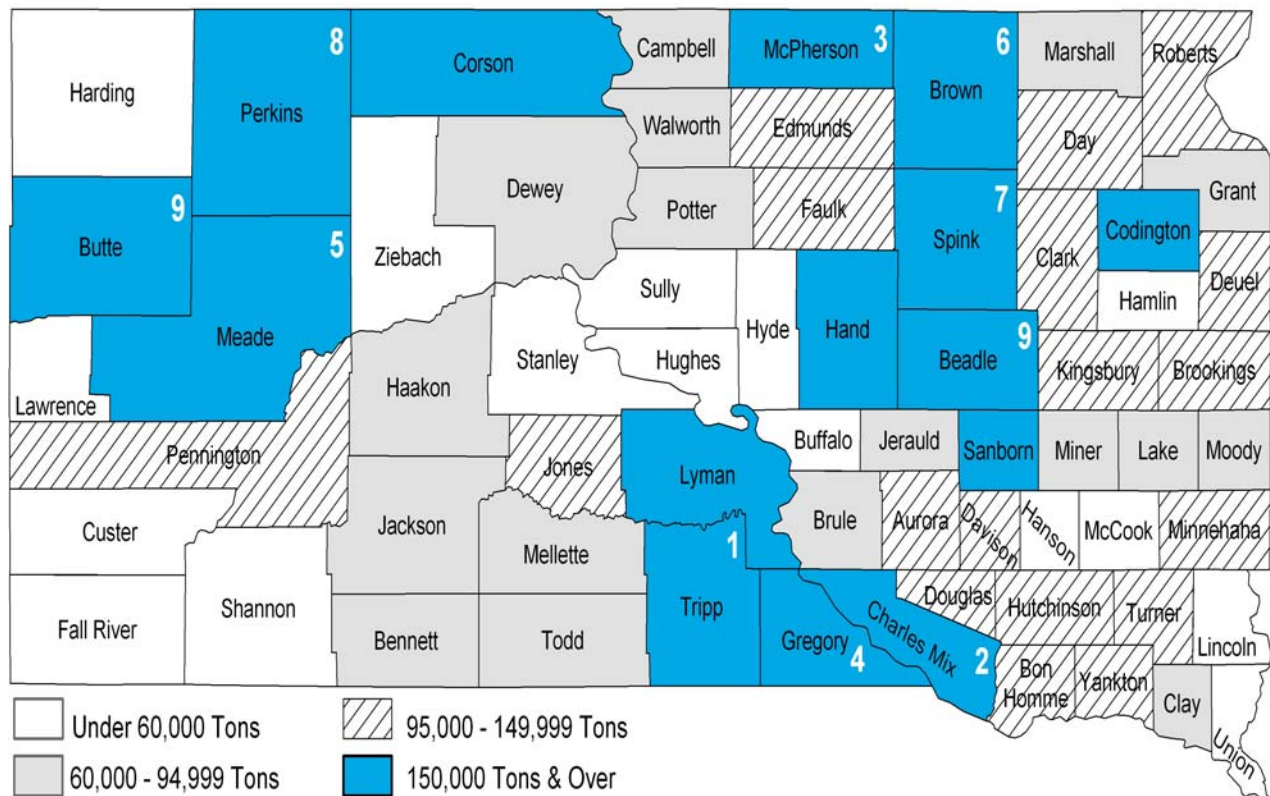 Harding
Perkins
8
Corson
Campbell
McPherson
3
Brown
6
Marshall
Roberts
Walworth
Edmunds
Day
Butte
9
Meade
5
Ziebach
Dewey
Potter
Faulk
Spink
7
Clark
Codington
Grant
Deuel
Hamlin
Sully
Hyde
Hand
Beadle
9
Kingsbury
Brookings
Lawrence
Haakon
Stanley
Hughes
Pennington
Jones
Lyman
Buffalo
Jerauld
Sanborn
Miner
Lake
Moody
Custer
Jackson
Mellette
Brule
Aurora
Davison
Hanson
McCook
Minnehaha
Fall River
Shannon
Bennett
Todd
Tripp
1
Gregory
4
Charles Mix
2
Douglas
Hutchinson
Turner
Lincoln
Bon
Homme
Yankton
Clay
Union
Under 60,000 Tons
95,000 - 149,999 Tons
60,000 - 94,999 Tons
150,000 Tons & Over